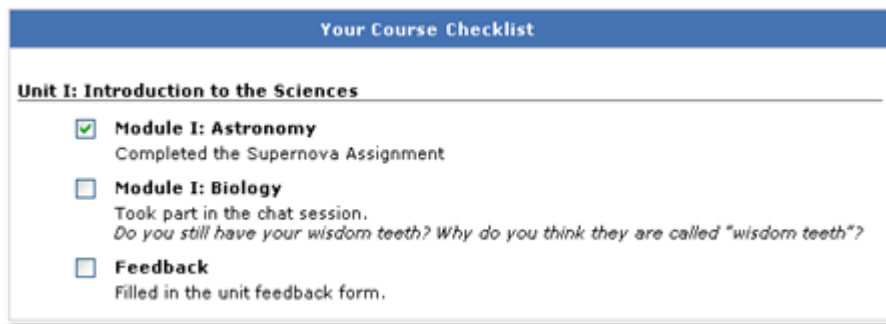 Your Course Checklist
Unit I: Introduction to the Sciences
Module I: Astronomy
Completed the Supernova Assignment
Module I: Biology
Took part in the chat session.
Do you still have your wisdom teeth? Why do you think they are called "wisdom teeth"?
Feedback
Filled in the unit feedback form.